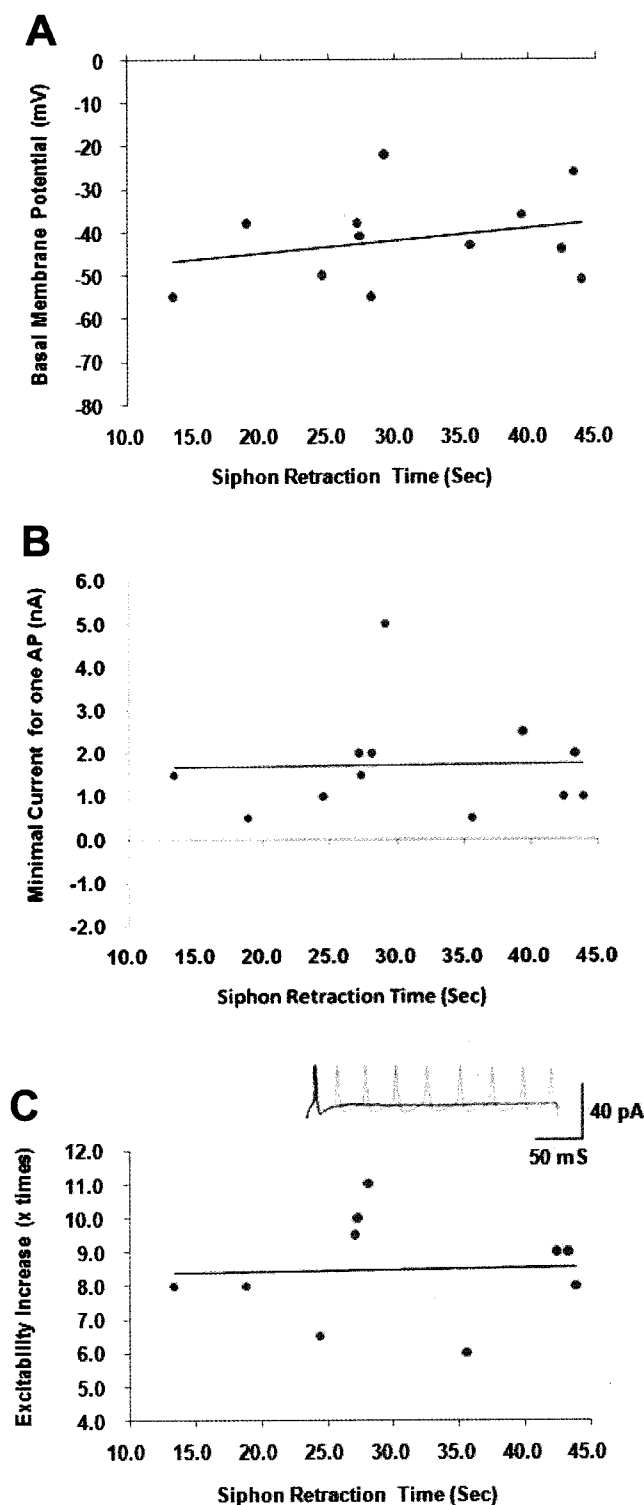 A
Basal Membrane Potential (mV)
0
-10
-20
-30
-40
-50
-60
-70
-80
10.0 15.0 20.0 25.0 30.0 35.0 40.0 45.0
Siphon Retraction Time (Sec)
B
Minimal Current for one AP (nA)
6.0
5.0
4.0
3.0
2.0
1.0
0.0
-1.0
-2.0
10.0 15.0 20.0 25.0 30.0 35.0 40.0 45.0
Siphon Retraction Time (Sec)
C
40 pA
50 mS
Excitability Increase (x times)
12.0
11.0
10.0
9.0
8.0
7.0
6.0
5.0
4.0
10.0 15.0 20.0 25.0 30.0 35.0 40.0 45.0
Siphon Retraction Time (Sec)